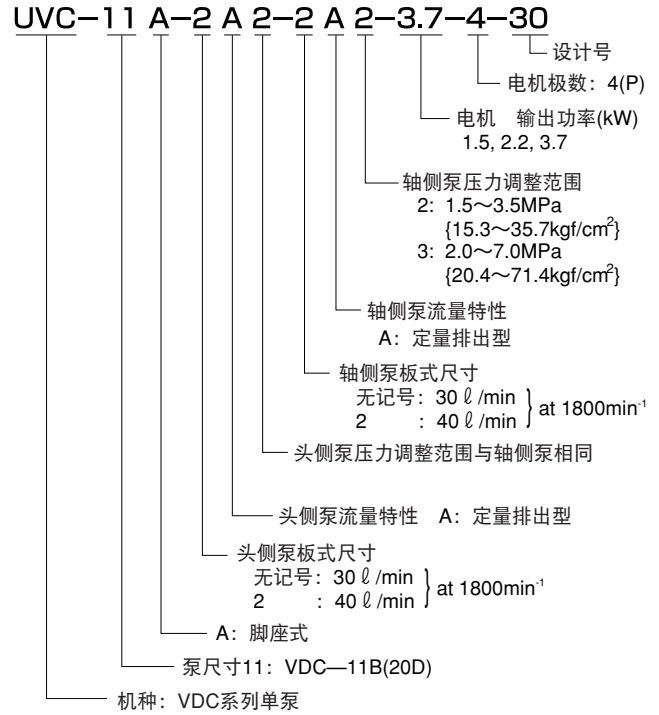 UVC-11 A-2 A 2-2 A 2-3.7-4-30
设计号
电机极数：4(P)
电机 输出功率(kW)
1.5, 2.2, 3.7
轴侧泵压力调整范围
2: 1.5～3.5MPa
{15.3～35.7kgf/cm²}
3: 2.0～7.0MPa
{20.4～71.4kgf/cm²}
轴侧泵流量特性
A：定量排出型
轴侧泵板式尺寸
无记号：30 ℓ /min
2 : 40 ℓ /min } at 1800min⁻¹
头侧泵压力调整范围与轴侧泵相同
头侧泵流量特性 A：定量排出型
头侧泵板式尺寸
无记号：30 ℓ /min
2 : 40 ℓ /min } at 1800min⁻¹
A：脚座式
泵尺寸11：VDC—11B(20D)
机种：VDC系列单泵